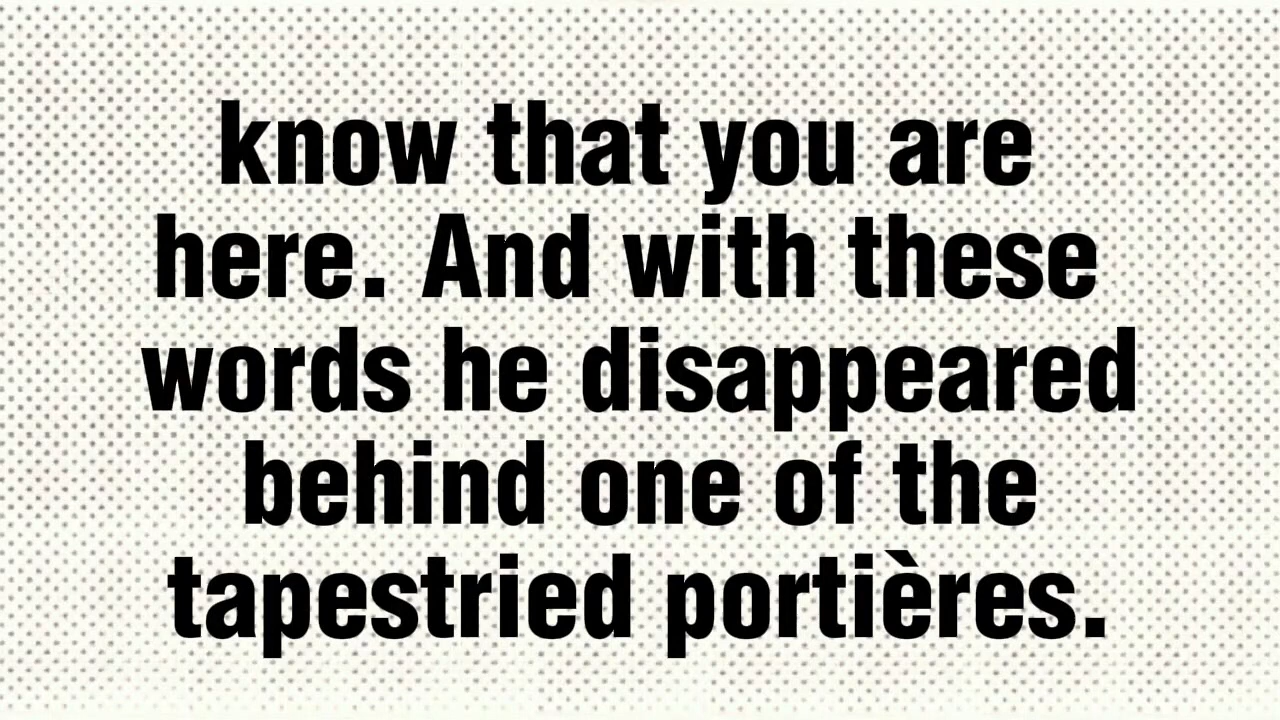 know that you are
here. And with these
words he disappeared
behind one of the
tapestried portières.